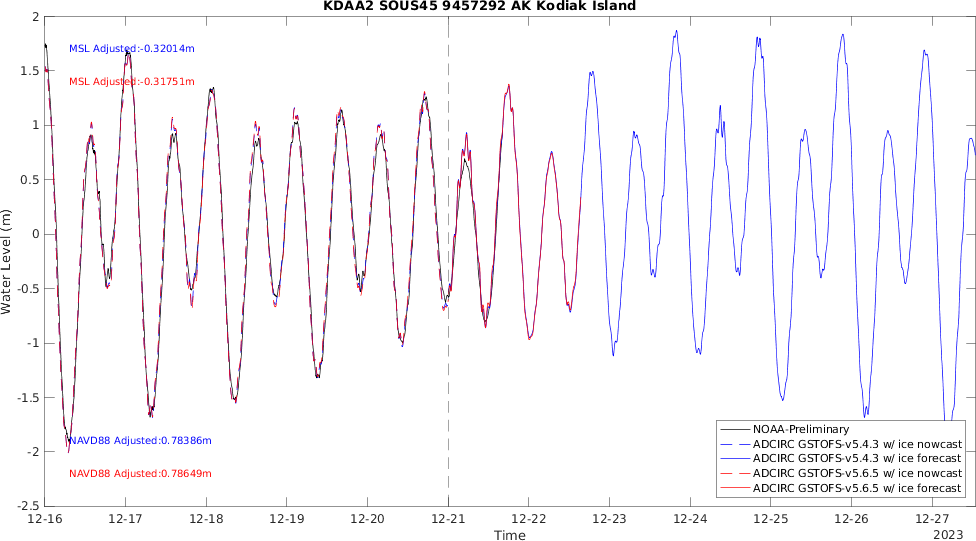 KDAA2 SOUS45 9457292 AK Kodiak Island
2
1.5
1
0.5
0
-0.5
-1
-1.5
-2
-2.5
Water Level (m)
MSL Adjusted:-0.32014m
MSL Adjusted:-0.31751m
NAVD88 Adjusted:0.78386m
NAVD88 Adjusted:0.78649m
NOAA-Preliminary
ADCIRC GSTOFS-v5.4.3 w/ ice nowcast
ADCIRC GSTOFS-v5.4.3 w/ ice forecast
ADCIRC GSTOFS-v5.6.5 w/ ice nowcast
ADCIRC GSTOFS-v5.6.5 w/ ice forecast
12-16 12-17 12-18 12-19 12-20 12-21 12-22 12-23 12-24 12-25 12-26 12-27
Time
2023